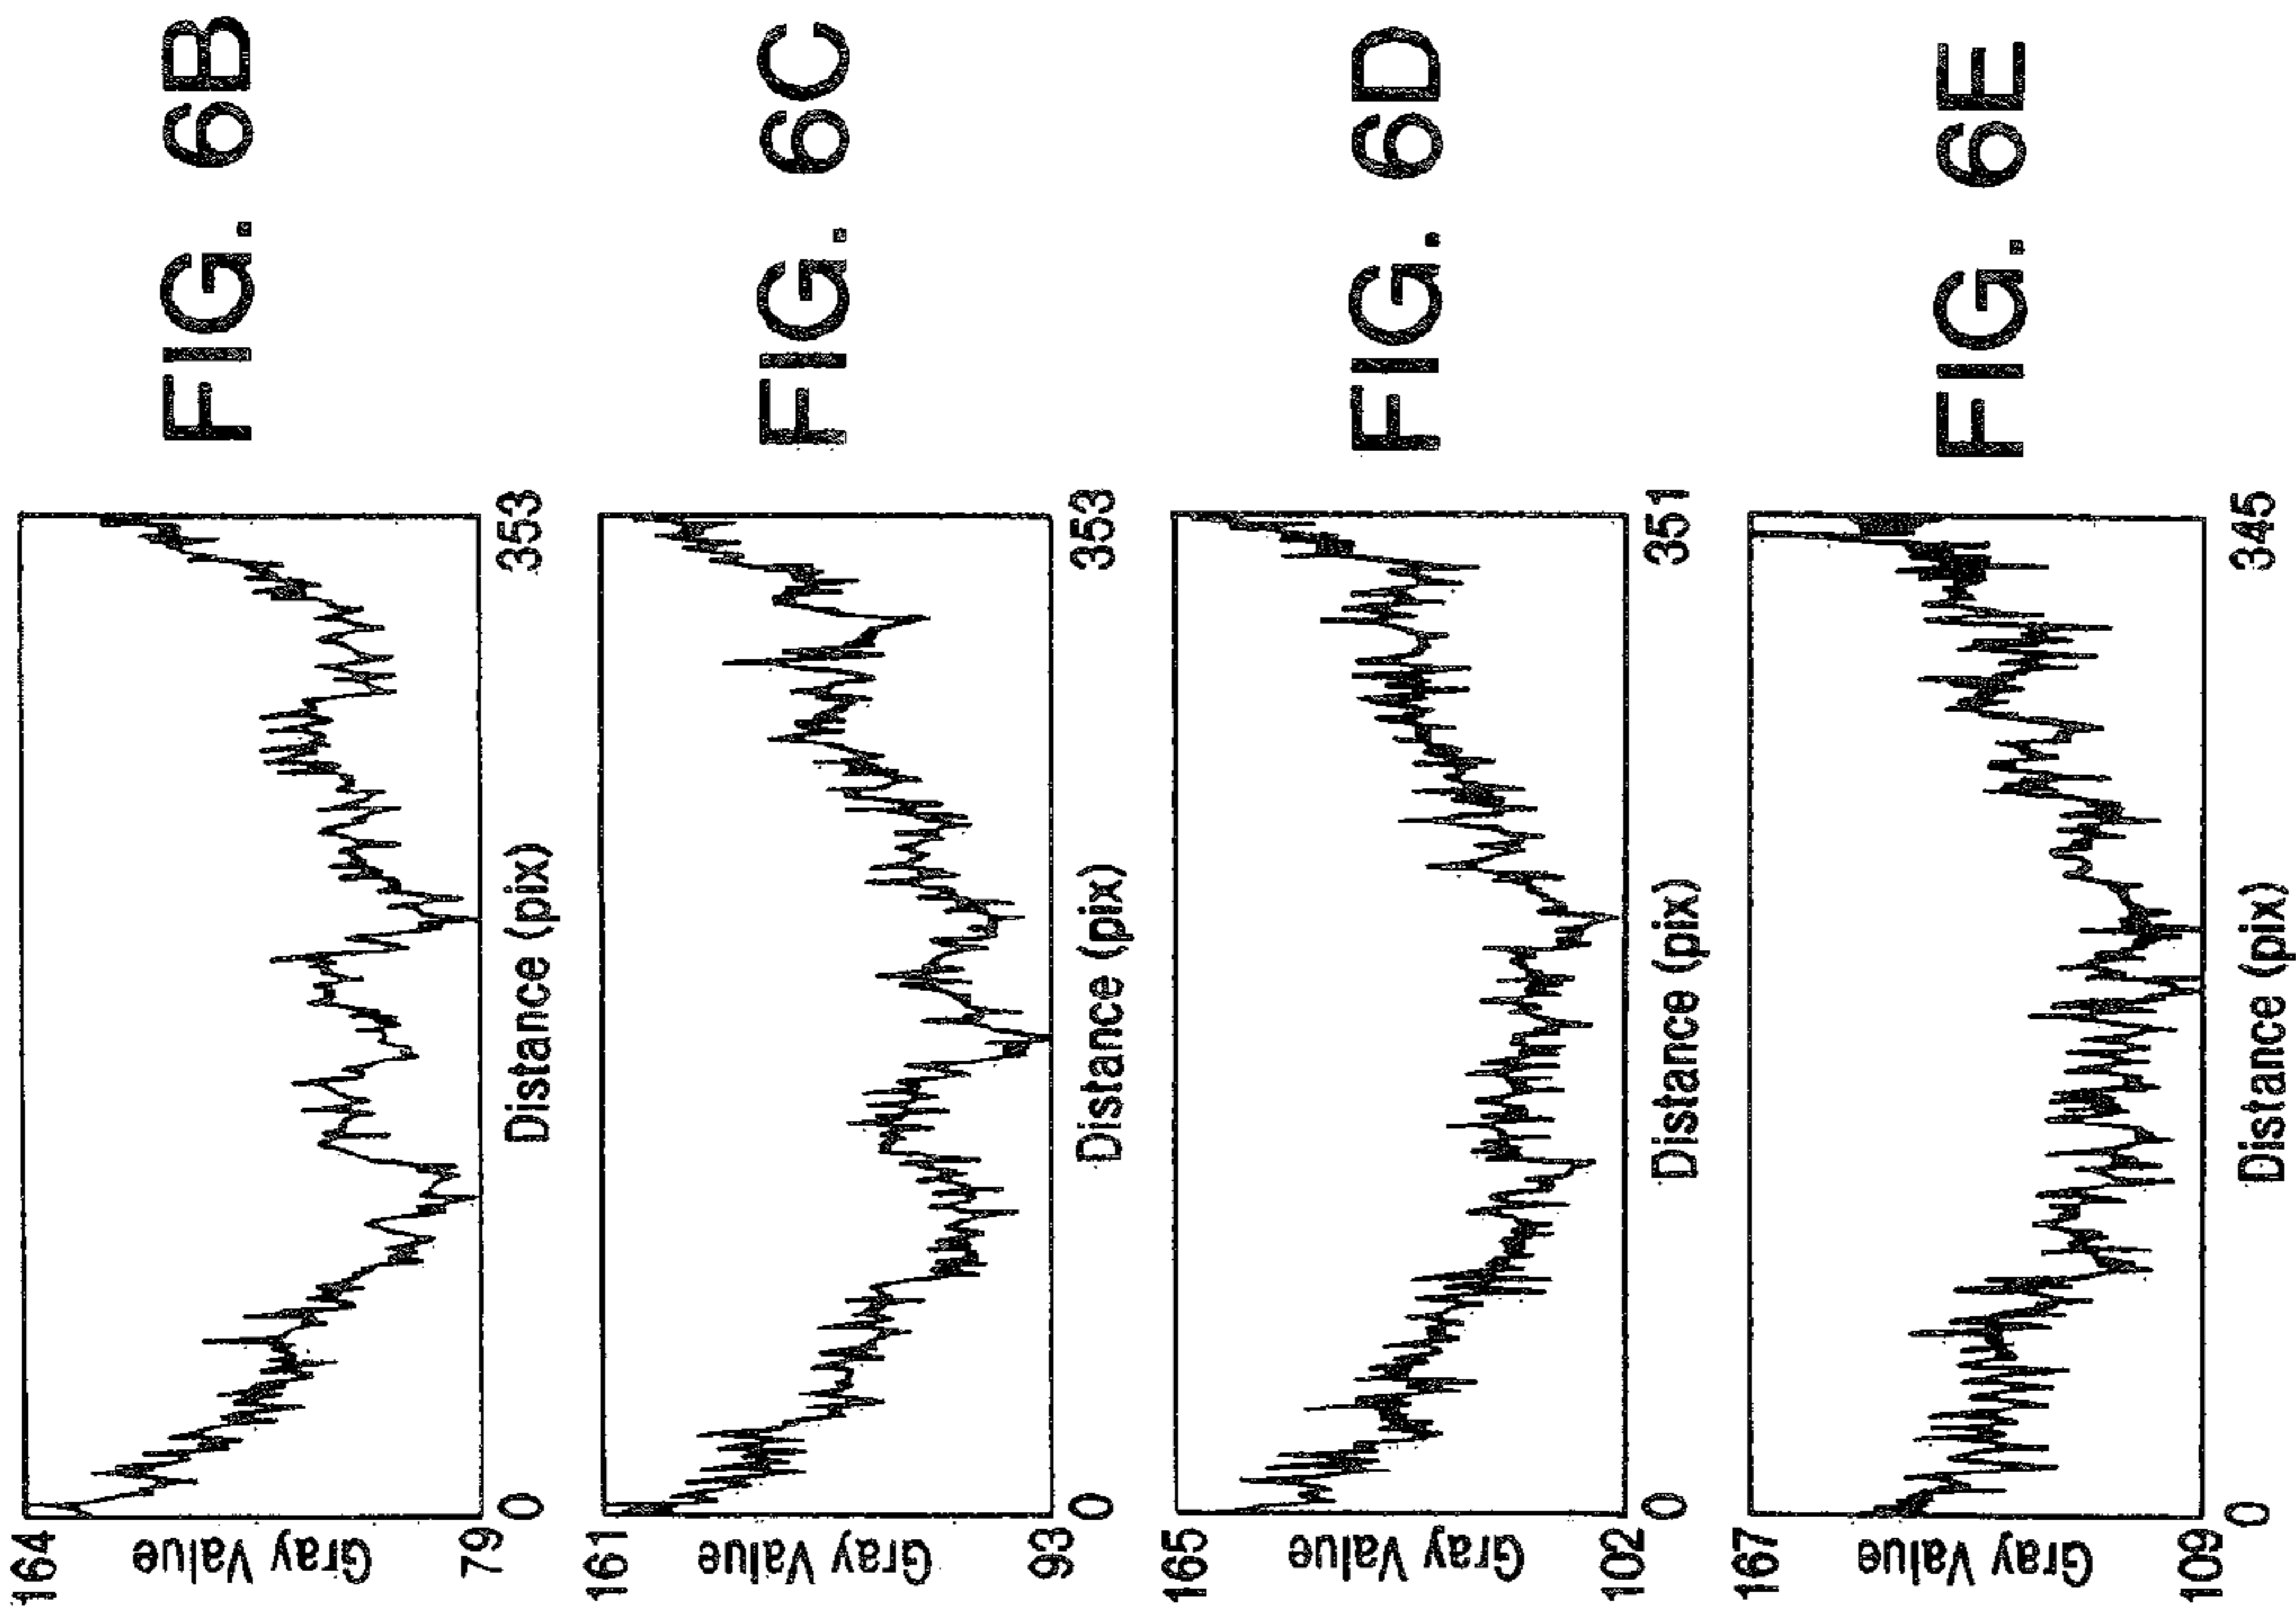 FIG. 6B
164
Gray Value
79
0
Distance (pix)
353
FIG. 6C
161
Gray Value
93
0
Distance (pix)
353
FIG. 6D
165
Gray Value
102
0
Distance (pix)
351
FIG. 6E
167
Gray Value
109
0
Distance (pix)
345